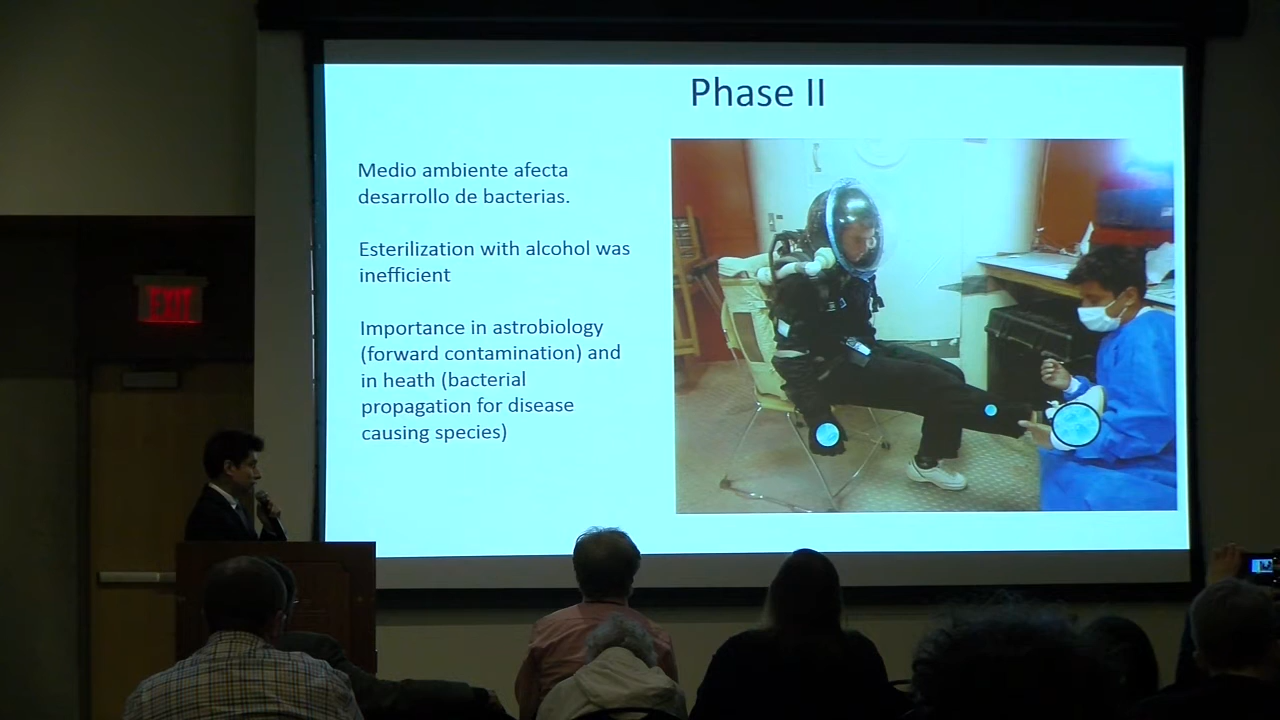 Phase II
Medio ambiente afecta
desarrollo de bacterias.
Esterilization with alcohol was
inefficient
Importance in astrobiology
(forward contamination) and
in heath (bacterial
propagation for disease
causing species)
EXIT